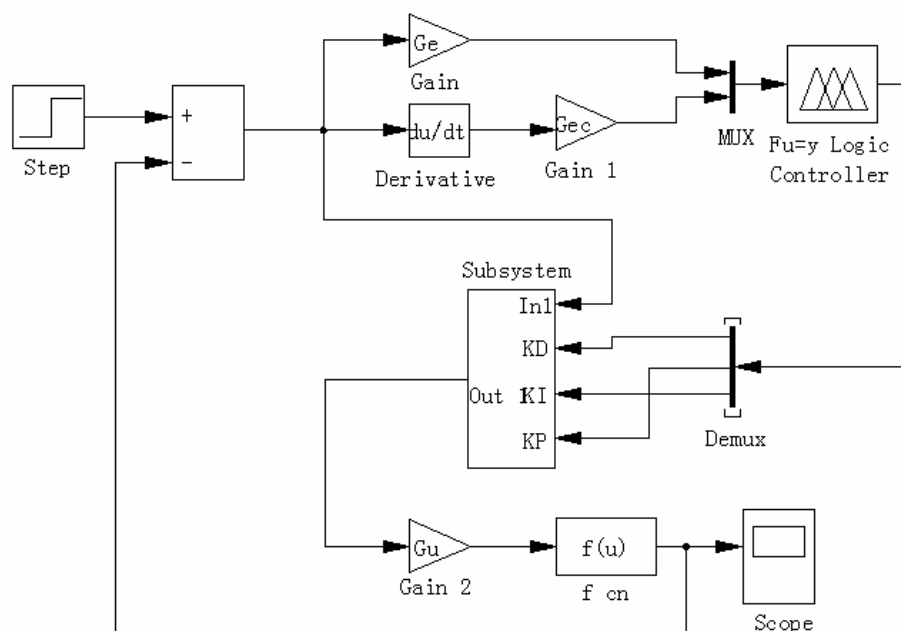 Ge
Gain
+
−
Step
du/dt
Derivative
Gec
Gain 1
MUX
Fu=y Logic
Controller
Subsystem
In1
KD
Out 1
KI
KP
Demux
Gu
Gain 2
f(u)
f cn
Scope